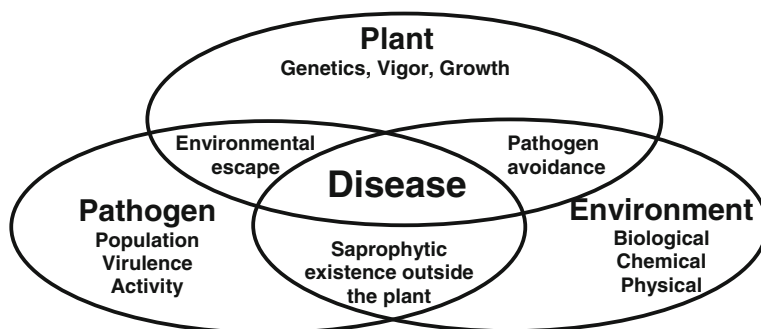 Plant
Genetics, Vigor, Growth
Environmental
escape
Pathogen
avoidance
Disease
Pathogen
Population
Virulence
Activity
Saprophytic
existence outside
the plant
Environment
Biological
Chemical
Physical